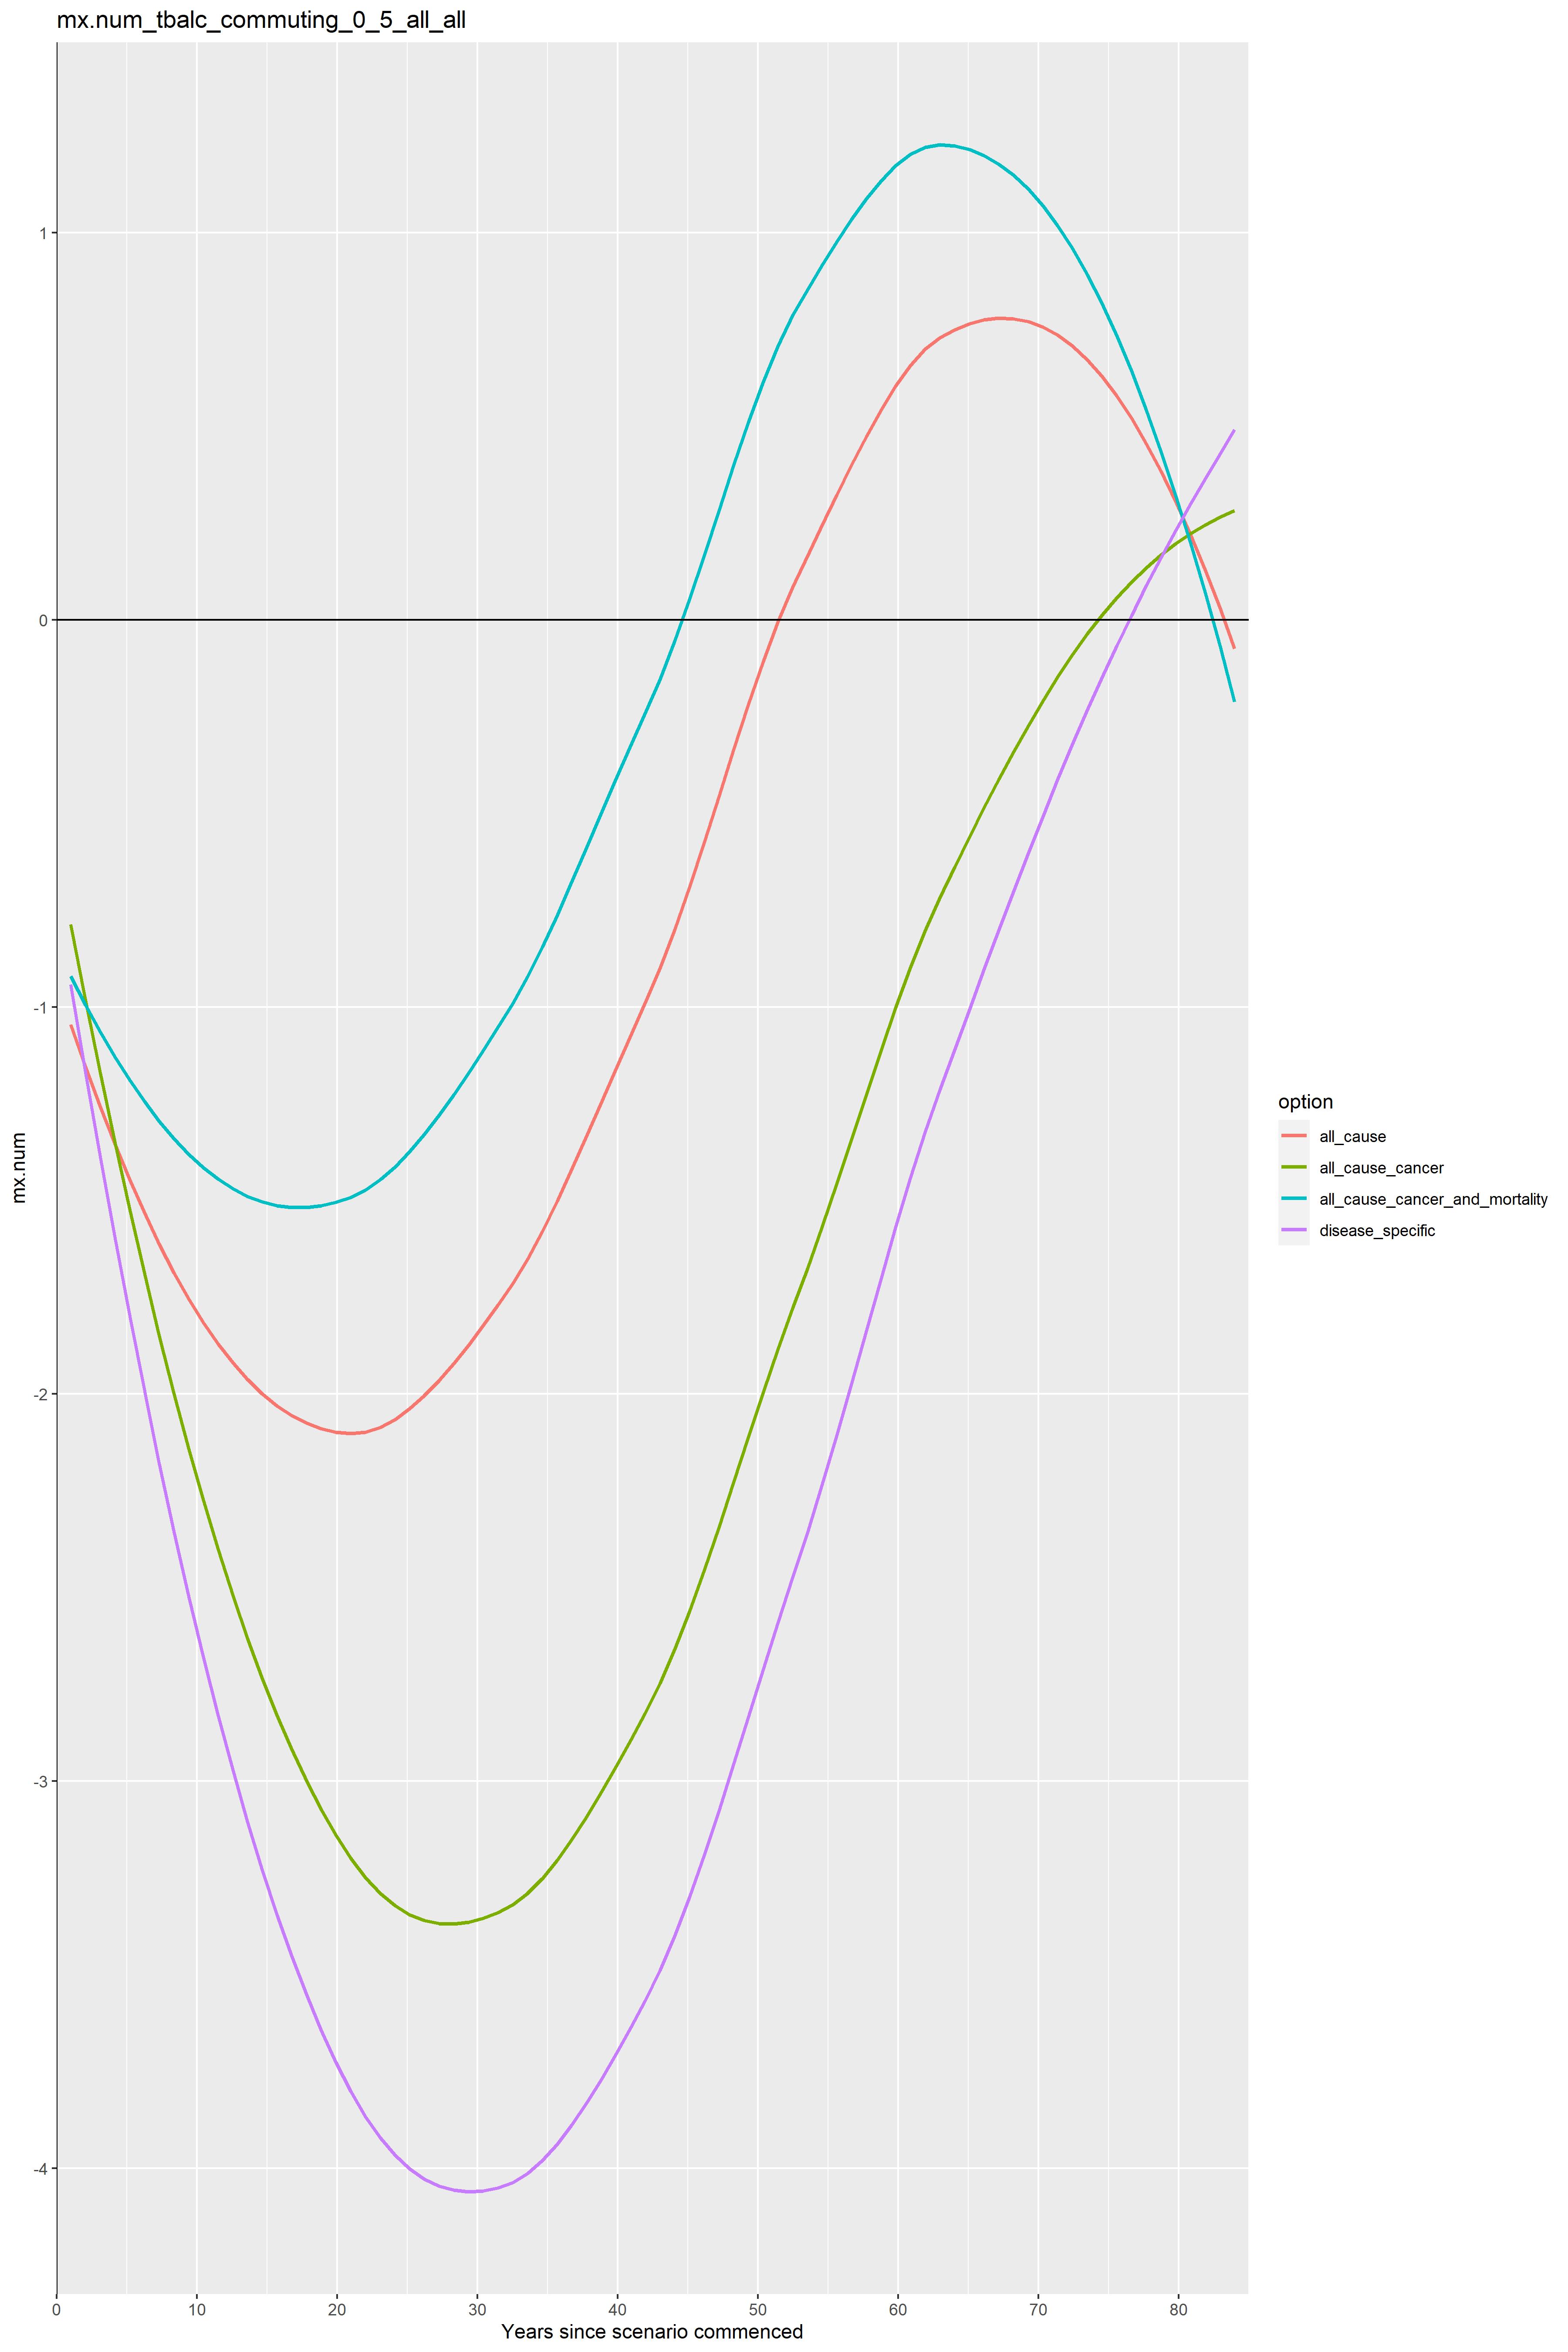 mx.num_tbalc_commuting_0_5_all_all
1
0
-1
-2
-3
-4
mx.num
0 10 20 30 40 50 60 70 80
Years since scenario commenced
option
all_cause
all_cause_cancer
all_cause_cancer_and_mortality
disease_specific